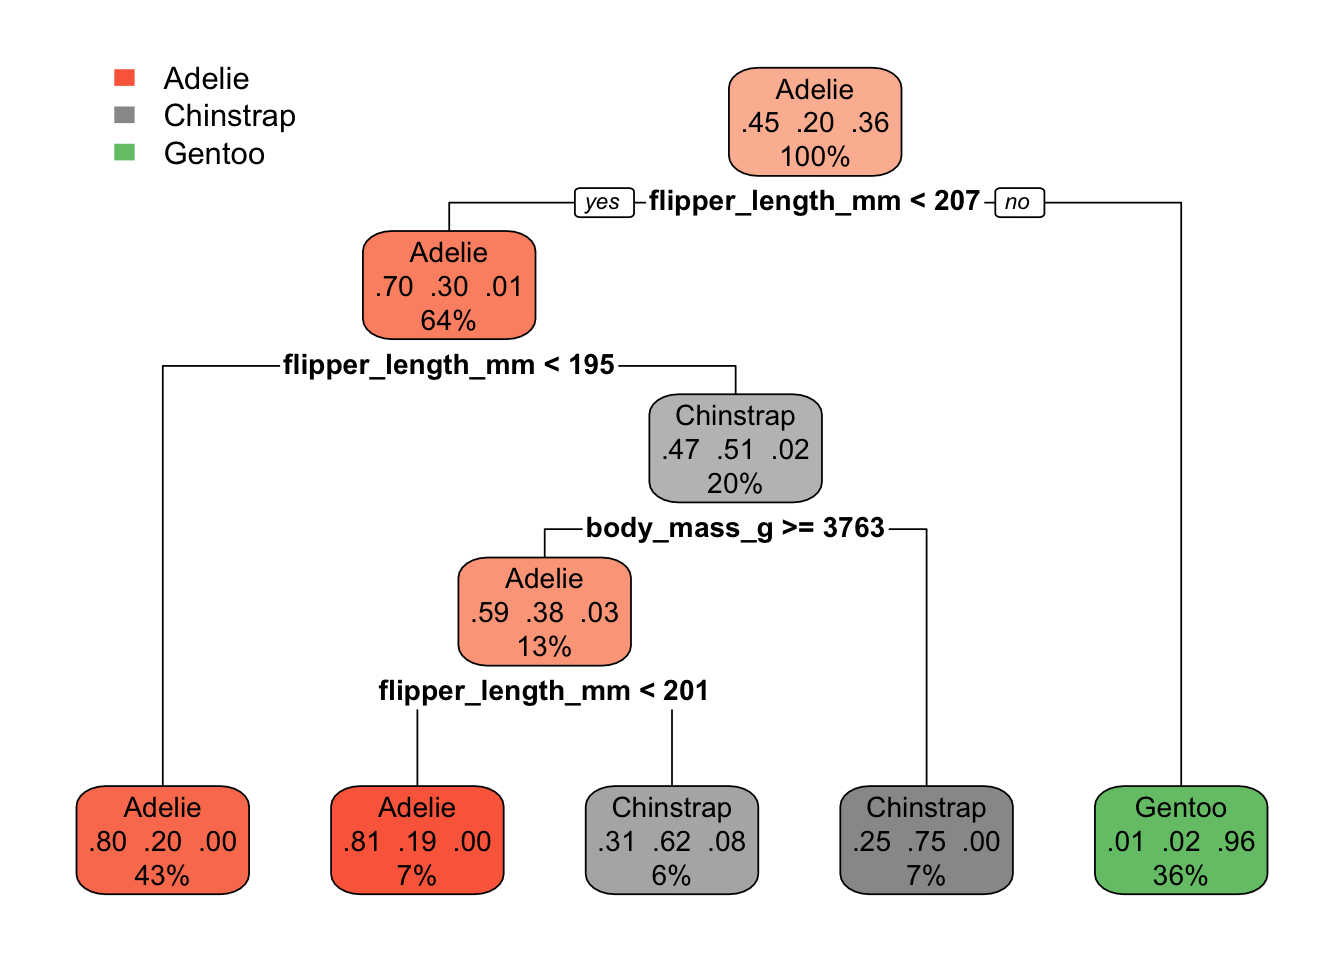 Adelie
Chinstrap
Gentoo
Adelie
.45 .20 .36
100%
yes flipper_length_mm < 207 no
Adelie
.70 .30 .01
64%
flipper_length_mm < 195
Chinstrap
.47 .51 .02
20%
body_mass_g >= 3763
Adelie
.59 .38 .03
13%
flipper_length_mm < 201
Adelie
.80 .20 .00
43%
Adelie
.81 .19 .00
7%
Chinstrap
.31 .62 .08
6%
Chinstrap
.25 .75 .00
7%
Gentoo
.01 .02 .96
36%